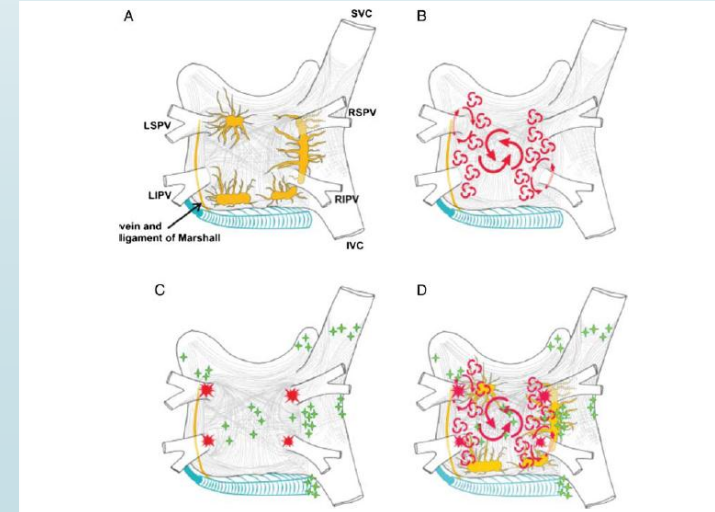 A
SVC
B
LSPV
RSPV
LIPV
RIPV
vein and
ligament of Marshall
IVC
C
D